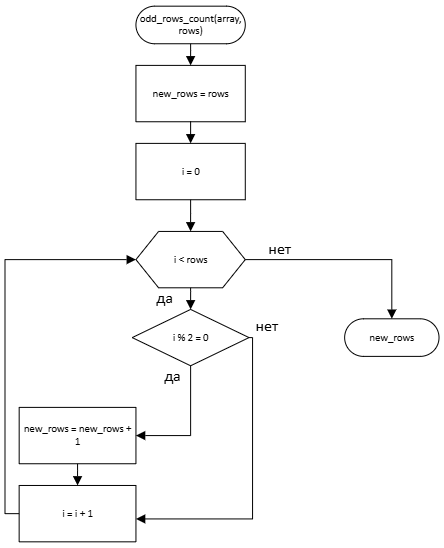 odd_rows_count(array,
rows)
new_rows = rows
i = 0
i < rows
нет
да
new_rows
i % 2 = 0
нет
да
new_rows = new_rows +
1
i = i + 1